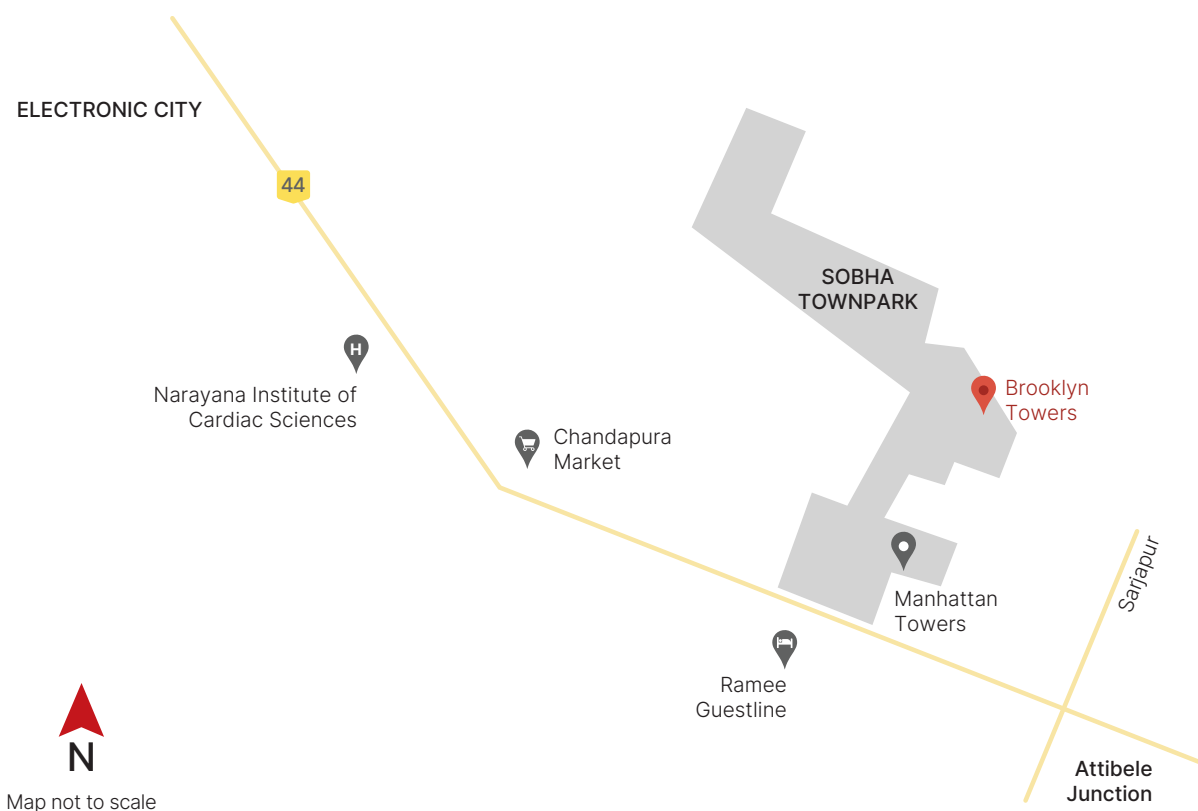 ELECTRONIC CITY
44
SOBHA
TOWNPARK
H
Narayana Institute of
Cardiac Sciences
Brooklyn
Towers
Chandapura
Market
Sarjapur
Manhattan
Towers
Ramee
Guestline
N
Attibele
Junction
Map not to scale